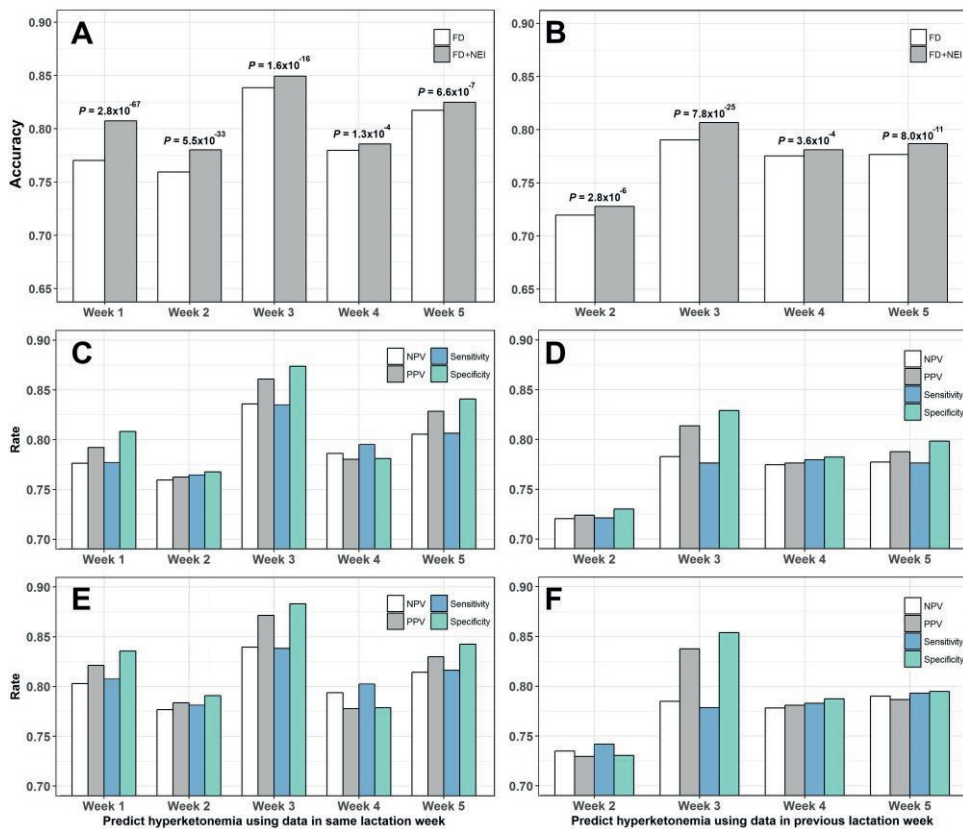 A
FD
FD+NEI
Accuracy
0.90
0.85
0.80
0.75
0.70
0.65
P = 2.8x10-67
P = 5.5x10-33
P = 1.6x10-16
P = 1.3x10-4
P = 6.6x10-7
Week 1 Week 2 Week 3 Week 4 Week 5
B
FD
FD+NEI
0.90
0.85
0.80
0.75
0.70
0.65
P = 2.8x10-6
P = 7.8x10-25
P = 3.6x10-4
P = 8.0x10-11
Week 2 Week 3 Week 4 Week 5
C
NPV Sensitivity
PPV Specificity
Rate
0.90
0.85
0.80
0.75
0.70
Week 1 Week 2 Week 3 Week 4 Week 5
D
NPV
PPV
Sensitivity
Specificity
0.90
0.85
0.80
0.75
0.70
Week 2 Week 3 Week 4 Week 5
E
NPV Sensitivity
PPV Specificity
Rate
0.90
0.85
0.80
0.75
0.70
Week 1 Week 2 Week 3 Week 4 Week 5
Predict hyperketonemia using data in same lactation week
F
NPV
PPV
Sensitivity
Specificity
0.90
0.85
0.80
0.75
0.70
Week 2 Week 3 Week 4 Week 5
Predict hyperketonemia using data in previous lactation week